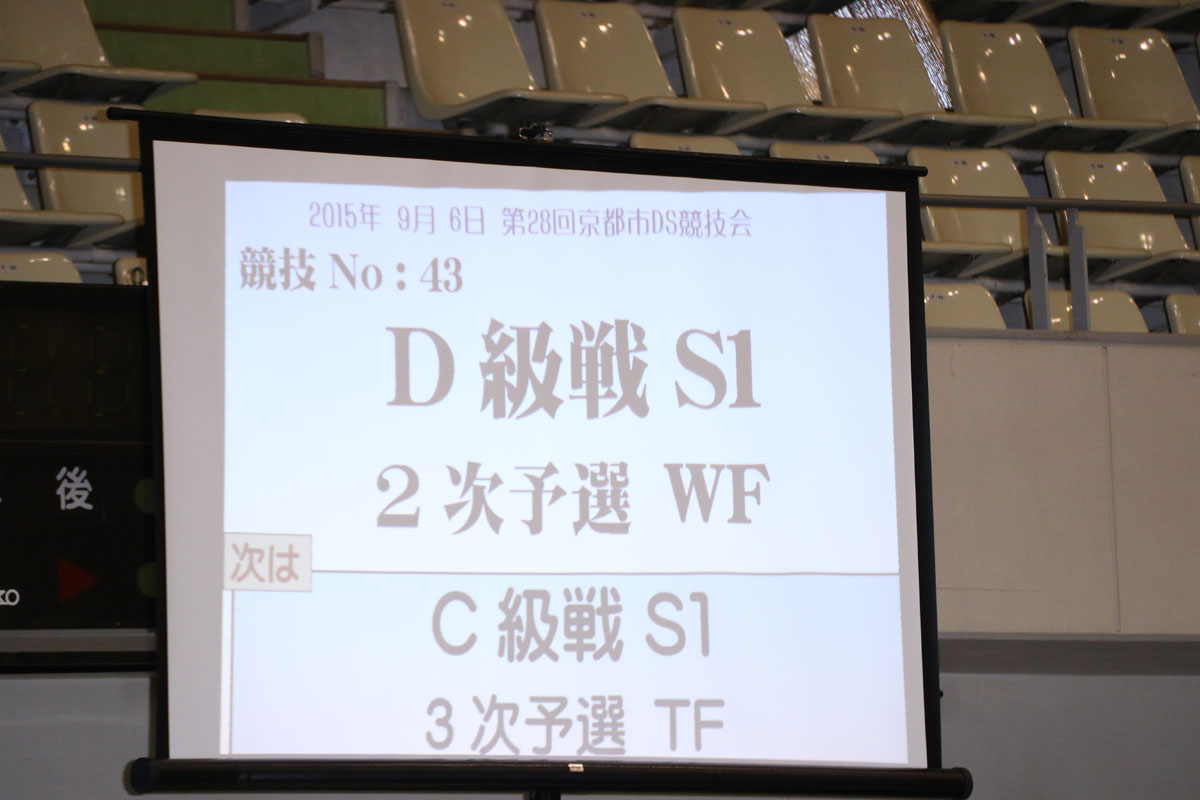 2015年 9月 6日 第28回京都市DS競技会
競技 No : 43
D 級戦 S1
2 次予選 WF
次は
C 級戦 S1
3 次予選 TF
後
ko